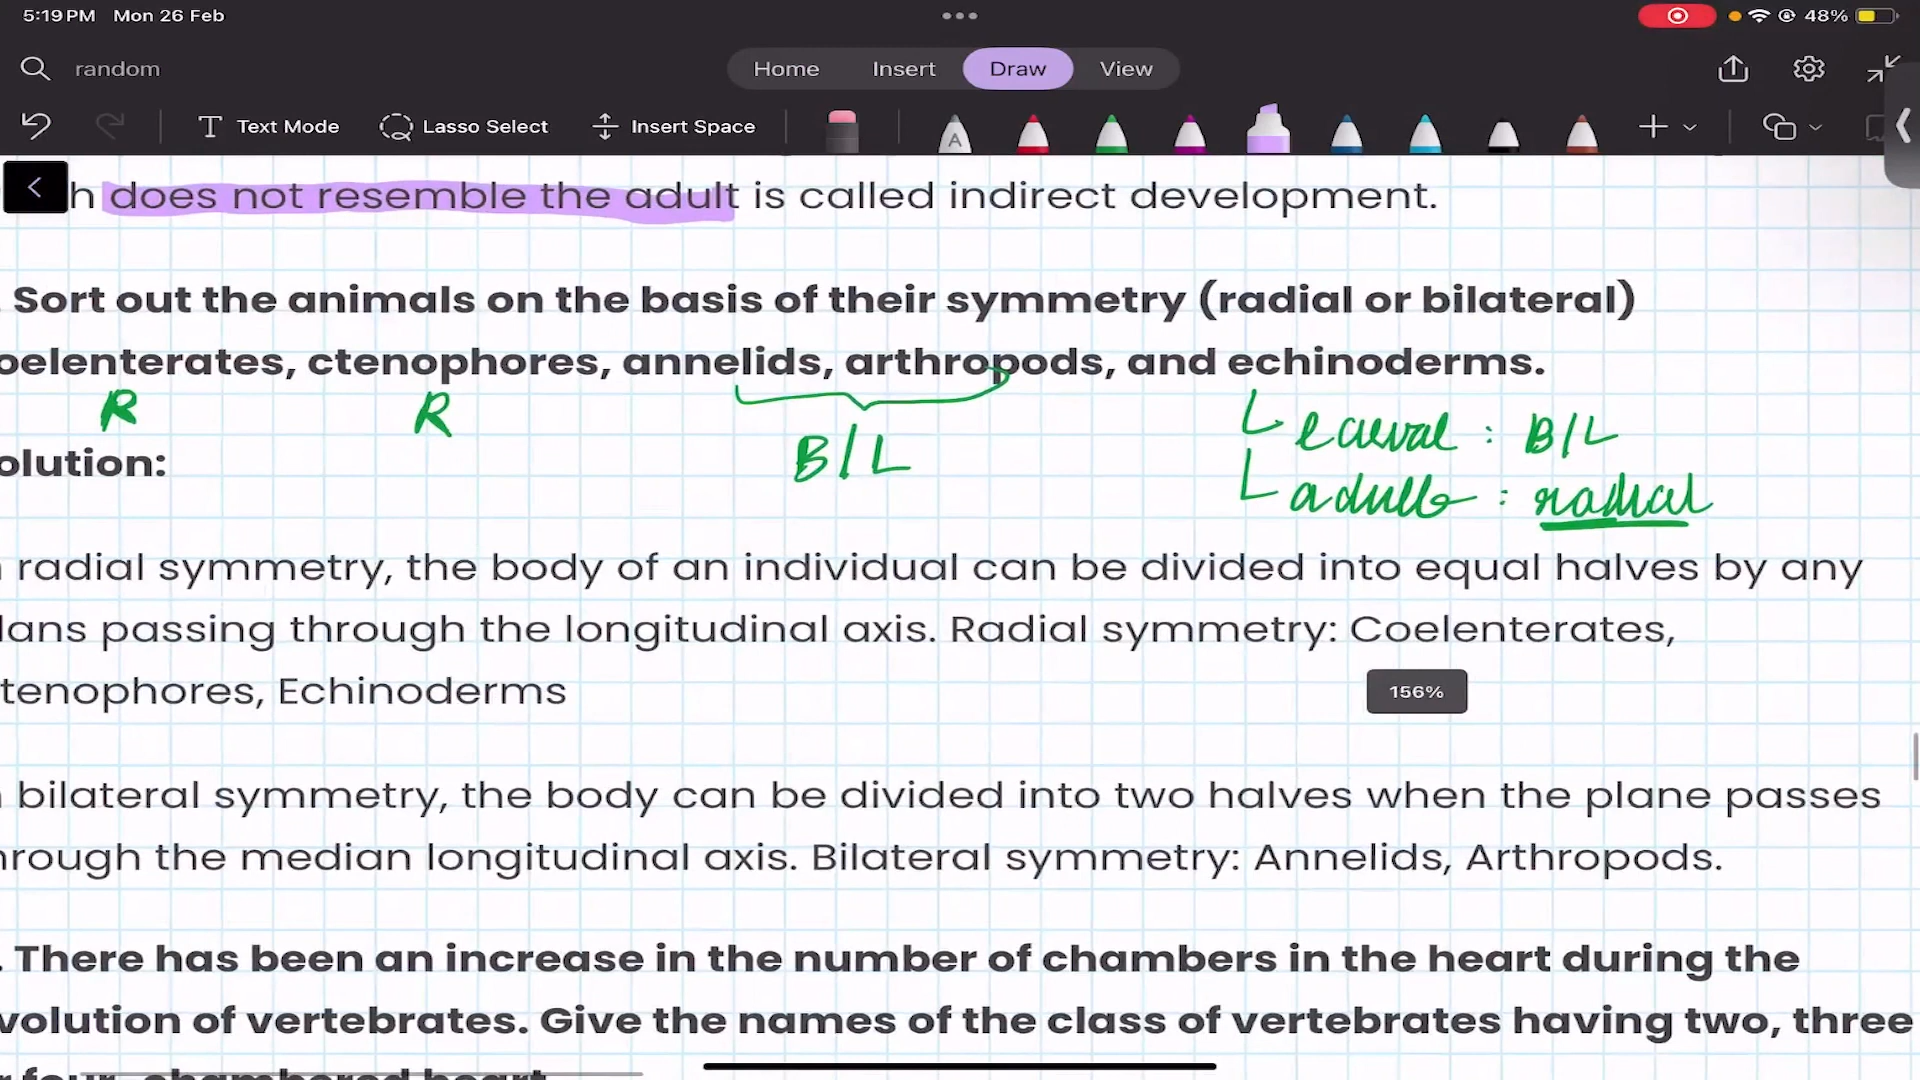 5:19 PM Mon 26 Feb
48%
random
Home Insert Draw View
Text Mode Lasso Select Insert Space
A
h does not resemble the adult is called indirect development.
. Sort out the animals on the basis of their symmetry (radial or bilateral)
oelenterates, ctenophores, annelids, arthropods, and echinoderms.
R R B/L
larval : B/L
olution:
adult : radial
radial symmetry, the body of an individual can be divided into equal halves by any
lans passing through the longitudinal axis. Radial symmetry: Coelenterates,
tenophores, Echinoderms
156%
bilateral symmetry, the body can be divided into two halves when the plane passes
hrough the median longitudinal axis. Bilateral symmetry: Annelids, Arthropods.
. There has been an increase in the number of chambers in the heart during the
volution of vertebrates. Give the names of the class of vertebrates having two, three
r four-chambered heart